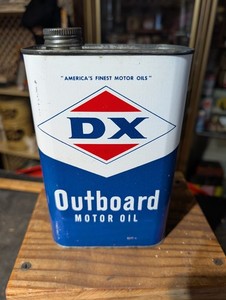 "AMERICA'S FINEST MOTOR OILS"
DX
Outboard
MOTOR OIL